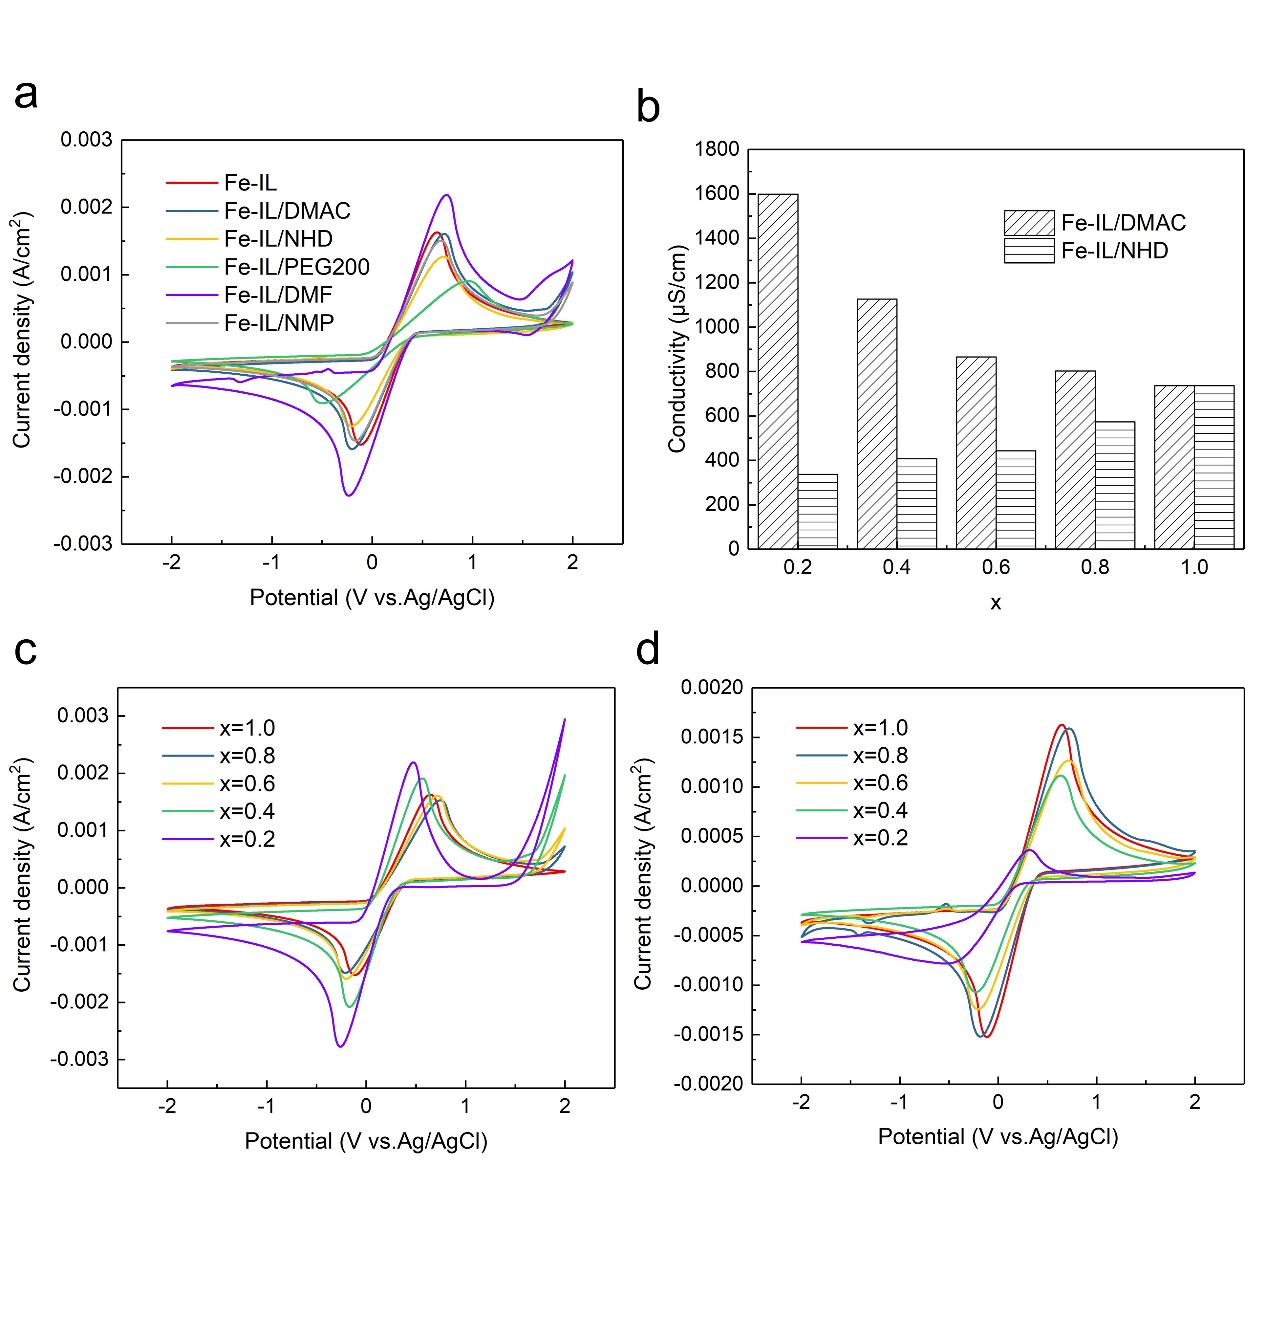 a
0.003
0.002
0.001
0.000
-0.001
-0.002
-0.003
Current density (A/cm²)
Fe-IL
Fe-IL/DMAC
Fe-IL/NHD
Fe-IL/PEG200
Fe-IL/DMF
Fe-IL/NMP
-2 -1 0 1 2
Potential (V vs.Ag/AgCl)
b
1800
1600
1400
1200
1000
800
600
400
200
0
Conductivity (μS/cm)
Fe-IL/DMAC
Fe-IL/NHD
0.2 0.4 0.6 0.8 1.0
x
c
0.003
0.002
0.001
0.000
-0.001
-0.002
-0.003
Current density (A/cm²)
x=1.0
x=0.8
x=0.6
x=0.4
x=0.2
-2 -1 0 1 2
Potential (V vs.Ag/AgCl)
d
0.0020
0.0015
0.0010
0.0005
0.0000
-0.0005
-0.0010
-0.0015
-0.0020
Current density (A/cm²)
x=1.0
x=0.8
x=0.6
x=0.4
x=0.2
-2 -1 0 1 2
Potential (V vs.Ag/AgCl)